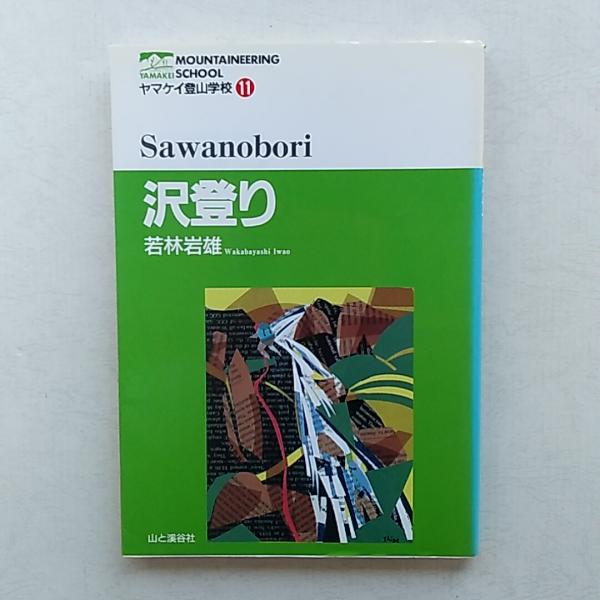 MOUNTAINEERING
YAMAKEI SCHOOL
ヤマケイ登山学校 11
Sawanobori
沢登り
若林岩雄 Wakabayashi Iwao
山と溪谷社